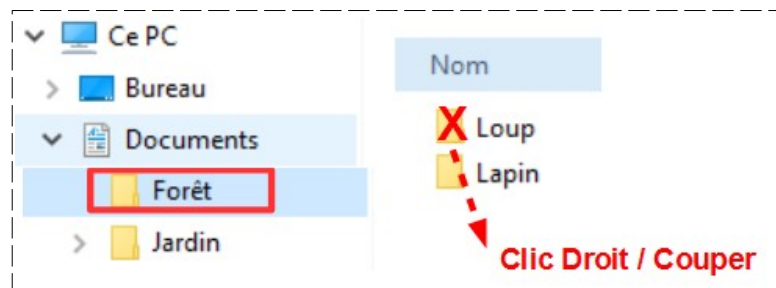 Ce PC
Bureau
Documents
Forêt
Jardin
Nom
X Loup
Lapin
Clic Droit / Couper